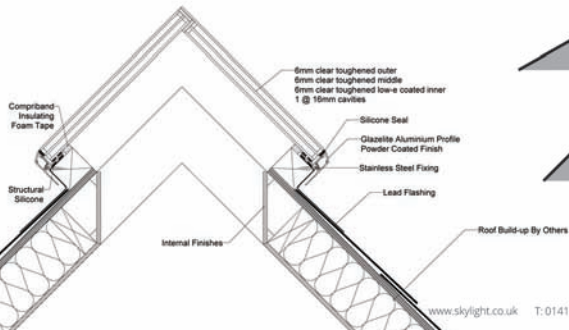 6mm clear toughened outer
6mm clear toughened middle
6mm clear toughened low-e coated inner
1 @ 16mm cavities
Compriband
Insulating
Foam Tape
Silicone Seal
Glazelite Aluminium Profile
Powder Coated Finish
Stainless Steel Fixing
Structural
Silicone
Lead Flashing
Internal Finishes
Roof Build-up By Others
www.skylight.co.uk T: 0141